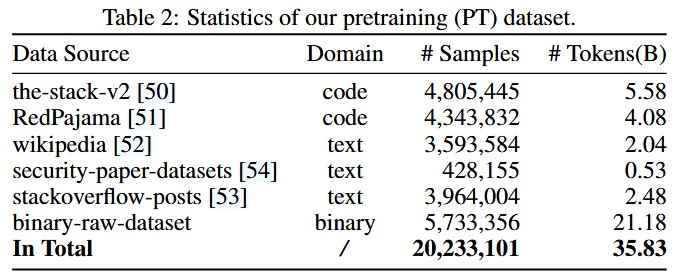 Table 2: Statistics of our pretraining (PT) dataset.
Data Source Domain # Samples # Tokens(B)
the-stack-v2 [50] code 4,805,445 5.58
RedPajama [51] code 4,343,832 4.08
wikipedia [52] text 3,593,584 2.04
security-paper-datasets [54] text 428,155 0.53
stackoverflow-posts [53] text 3,964,004 2.48
binary-raw-dataset binary 5,733,356 21.18
In Total / 20,233,101 35.83